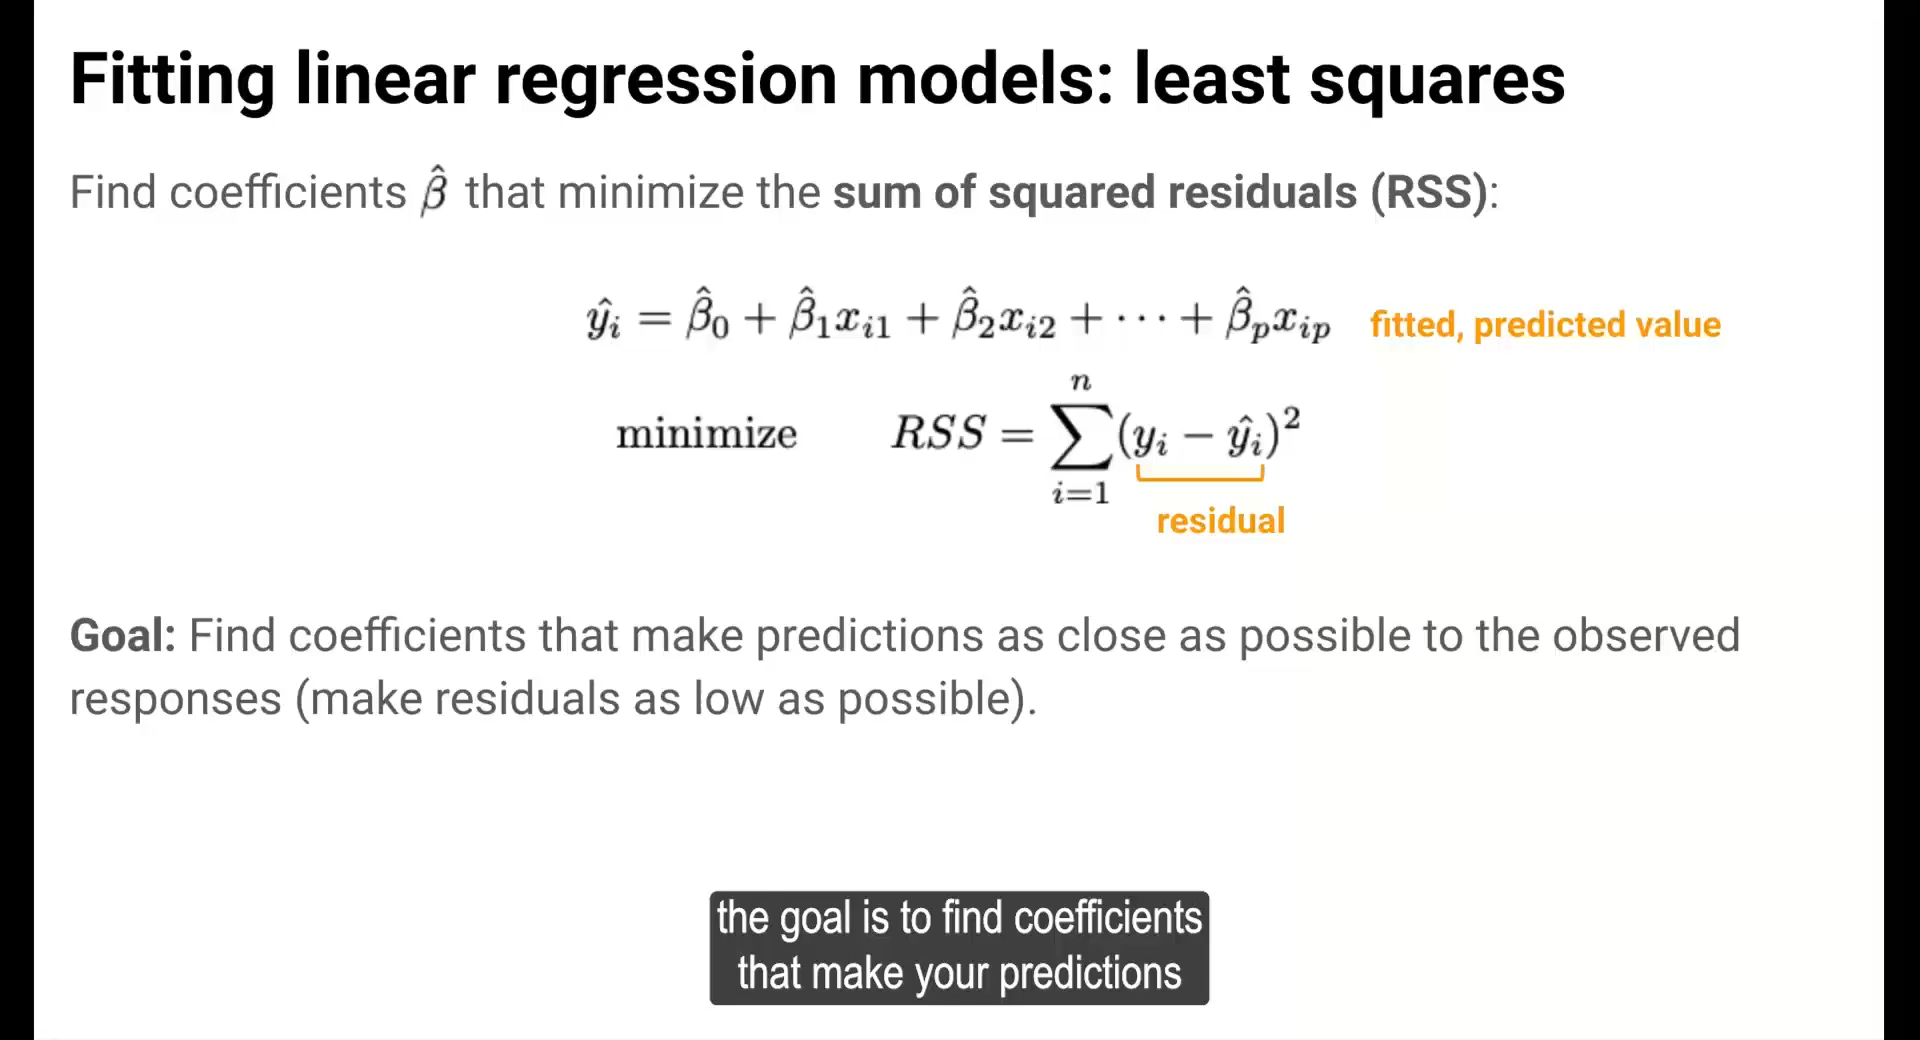 Fitting linear regression models: least squares
Find coefficients β̂ that minimize the sum of squared residuals (RSS):
ŷᵢ = β̂₀ + β̂₁xᵢ₁ + β̂₂xᵢ₂ + ⋯ + β̂ₚxᵢₚ fitted, predicted value
minimize RSS = ∑ᵢ₌₁ⁿ (yᵢ − ŷᵢ)²
residual
Goal: Find coefficients that make predictions as close as possible to the observed
responses (make residuals as low as possible).
the goal is to find coefficients
that make your predictions